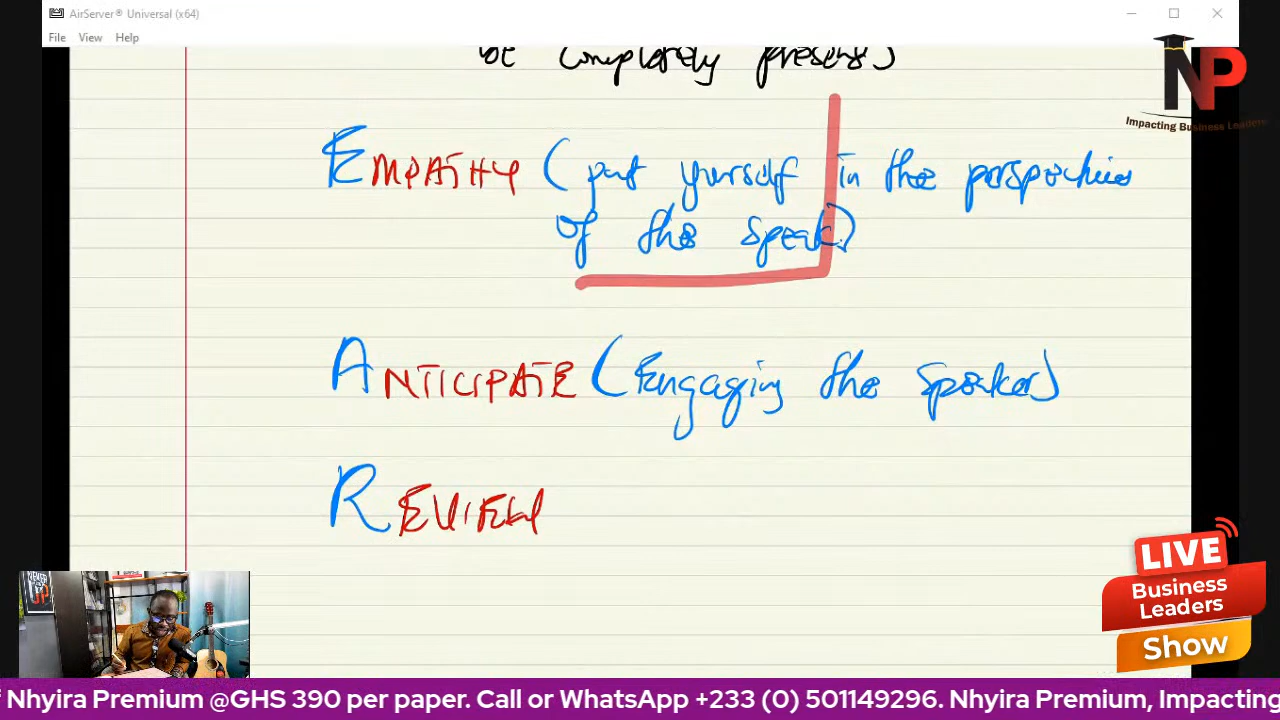 AirServer® Universal (x64)
File View Help
be completely present)
NP
Impacting Business Leaders
EMPATHY (put yourself in the perspective
of the speak)
ANTICIPATE (Engaging the speaker)
REVIEW
LIVE
Business
Leaders
Show
Nhyira Premium @GHS 390 per paper. Call or WhatsApp +233 (0) 501149296. Nhyira Premium, Impacting